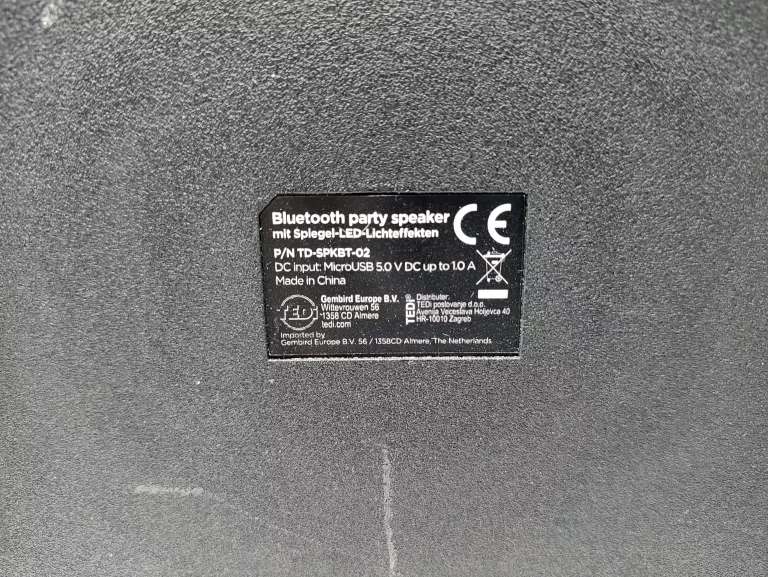 Bluetooth party speaker
mit Spiegel-LED-Lichteffekten
CE
P/N TD-SPKBT-02
DC input: MicroUSB 5.0 V DC up to 1.0 A
Made in China
TEDi
Gembird Europe B.V.
Wittevrouwen 56
1358 CD Almere
tedi.com
TEDi®
Distributer:
TEDi poslovanje d.o.o.
Avenija Veceslava Holjevca 40
HR-10010 Zagreb
Imported by
Gembird Europe B.V. 56 / 1358CD Almere, The Netherlands